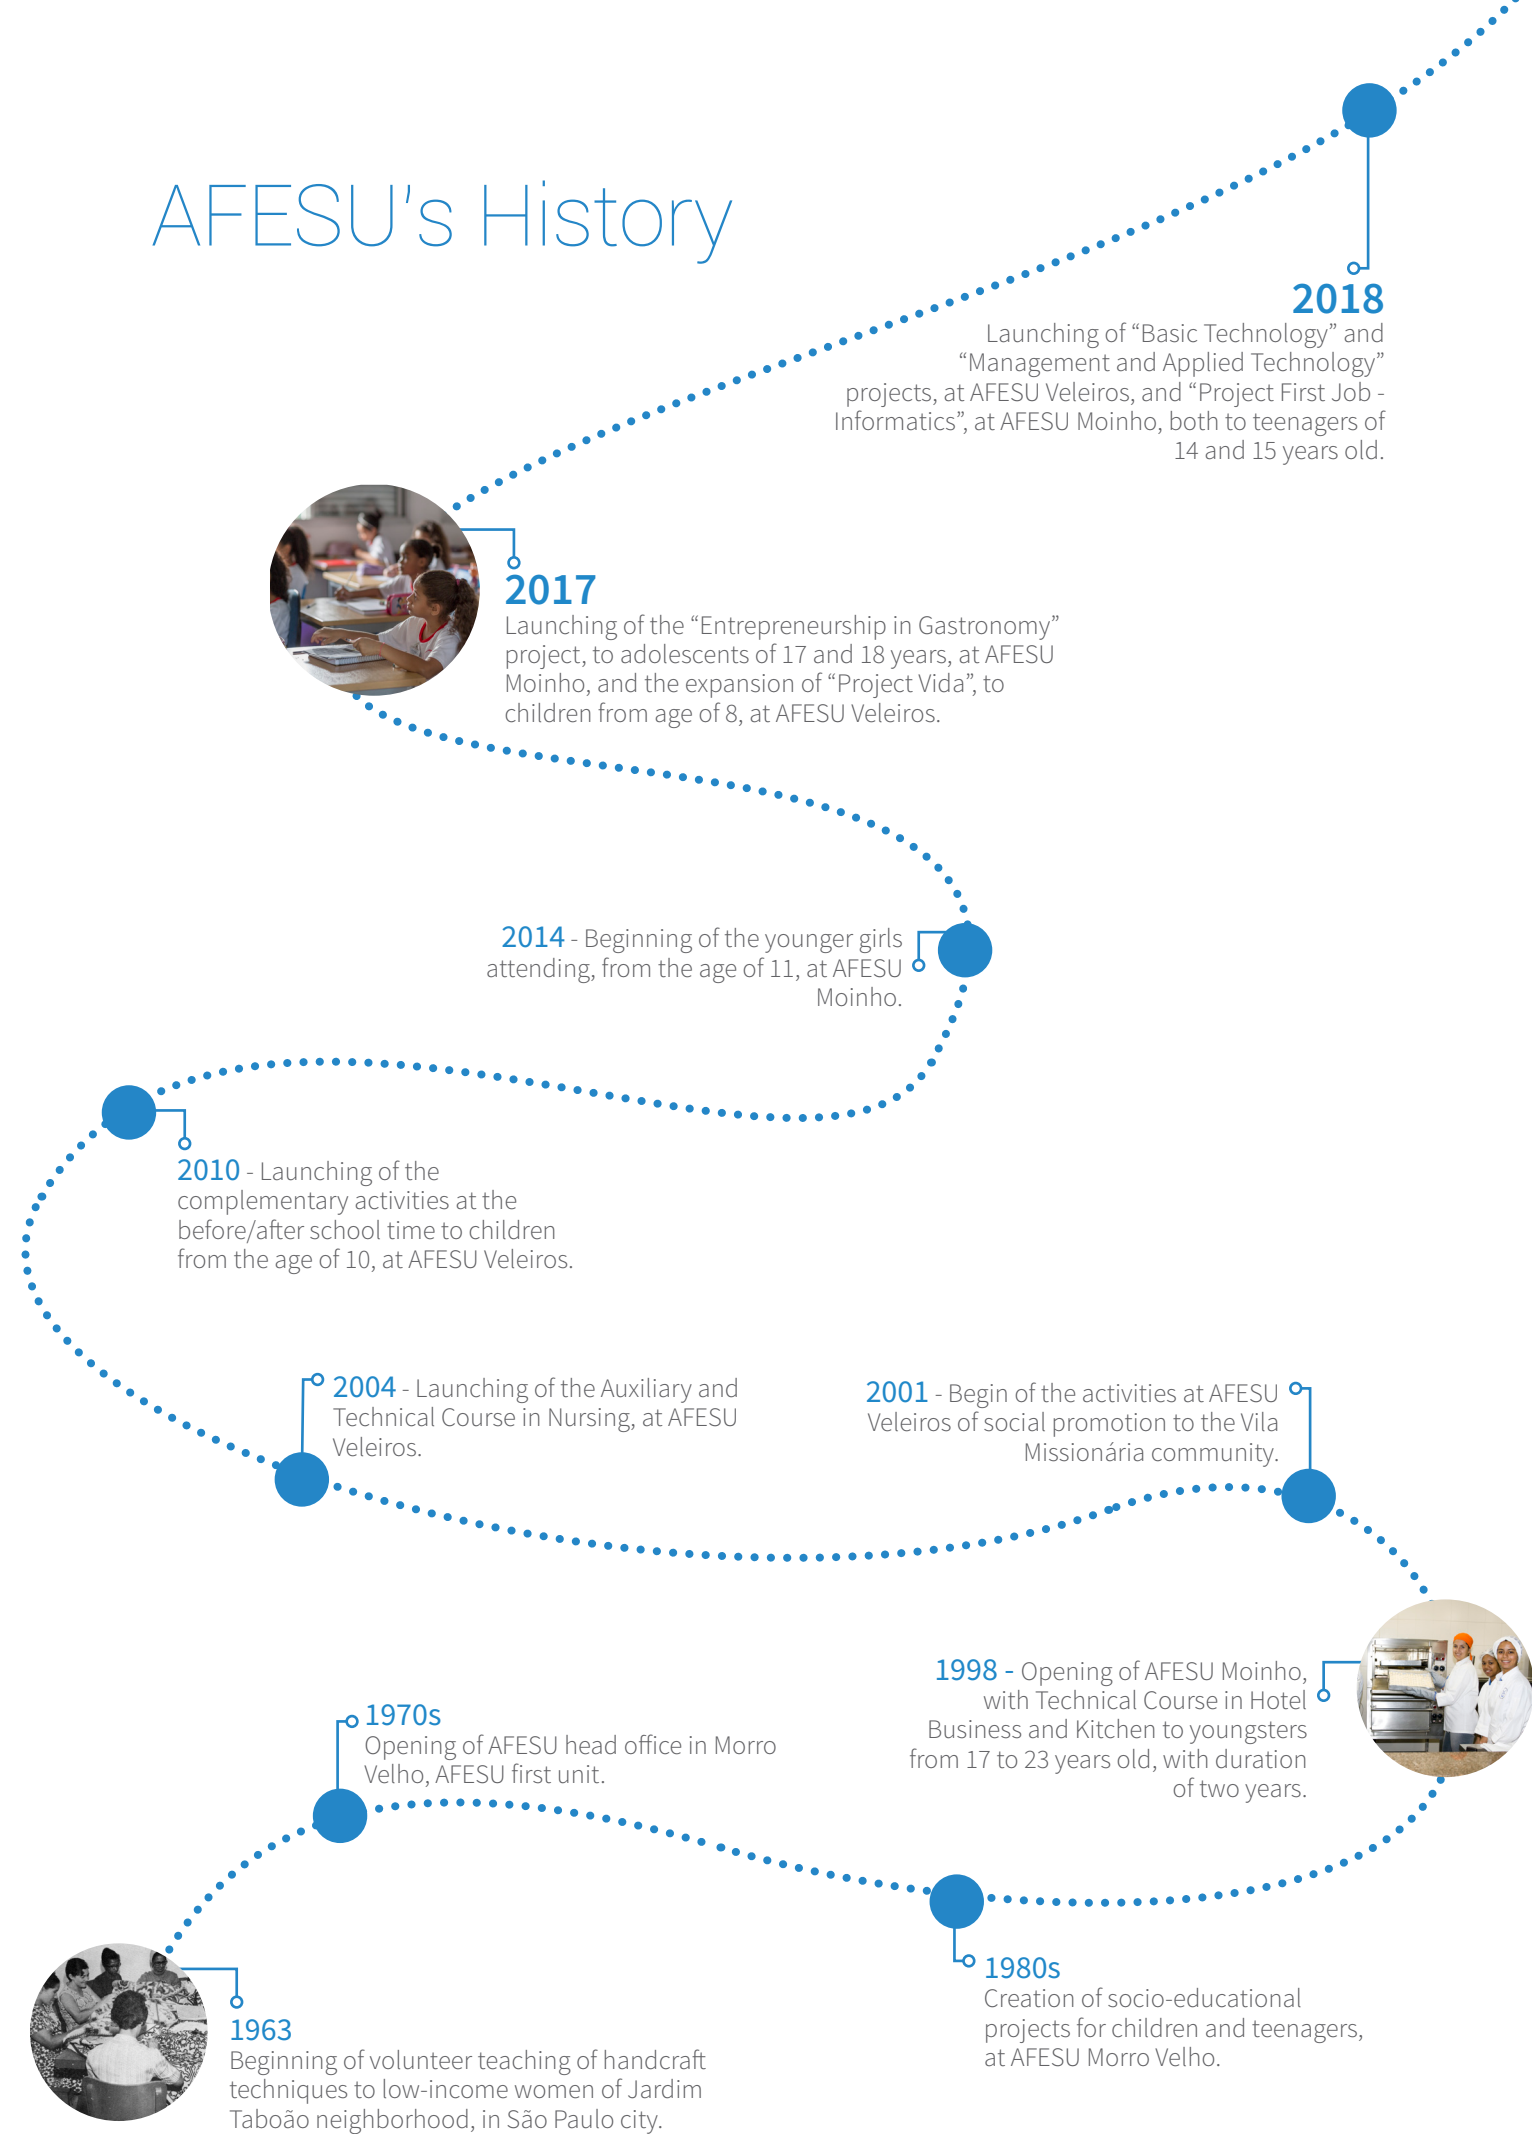 AFESU's History
2018
Launching of “Basic Technology” and
“Management and Applied Technology”
projects, at AFESU Veleiros, and “Project First Job -
Informatics”, at AFESU Moinho, both to teenagers of
14 and 15 years old.
2017
Launching of the “Entrepreneurship in Gastronomy”
project, to adolescents of 17 and 18 years, at AFESU
Moinho, and the expansion of “Project Vida”, to
children from age of 8, at AFESU Veleiros.
2014 - Beginning of the younger girls
attending, from the age of 11, at AFESU
Moinho.
2010 - Launching of the
complementary activities at the
before/after school time to children
from the age of 10, at AFESU Veleiros.
2004 - Launching of the Auxiliary and
Technical Course in Nursing, at AFESU
Veleiros.
2001 - Begin of the activities at AFESU
Veleiros of social promotion to the Vila
Missionária community.
1998 - Opening of AFESU Moinho,
with Technical Course in Hotel
Business and Kitchen to youngsters
from 17 to 23 years old, with duration
of two years.
1970s
Opening of AFESU head office in Morro
Velho, AFESU first unit.
1980s
Creation of socio-educational
projects for children and teenagers,
at AFESU Morro Velho.
1963
Beginning of volunteer teaching of handcraft
techniques to low-income women of Jardim
Taboão neighborhood, in São Paulo city.